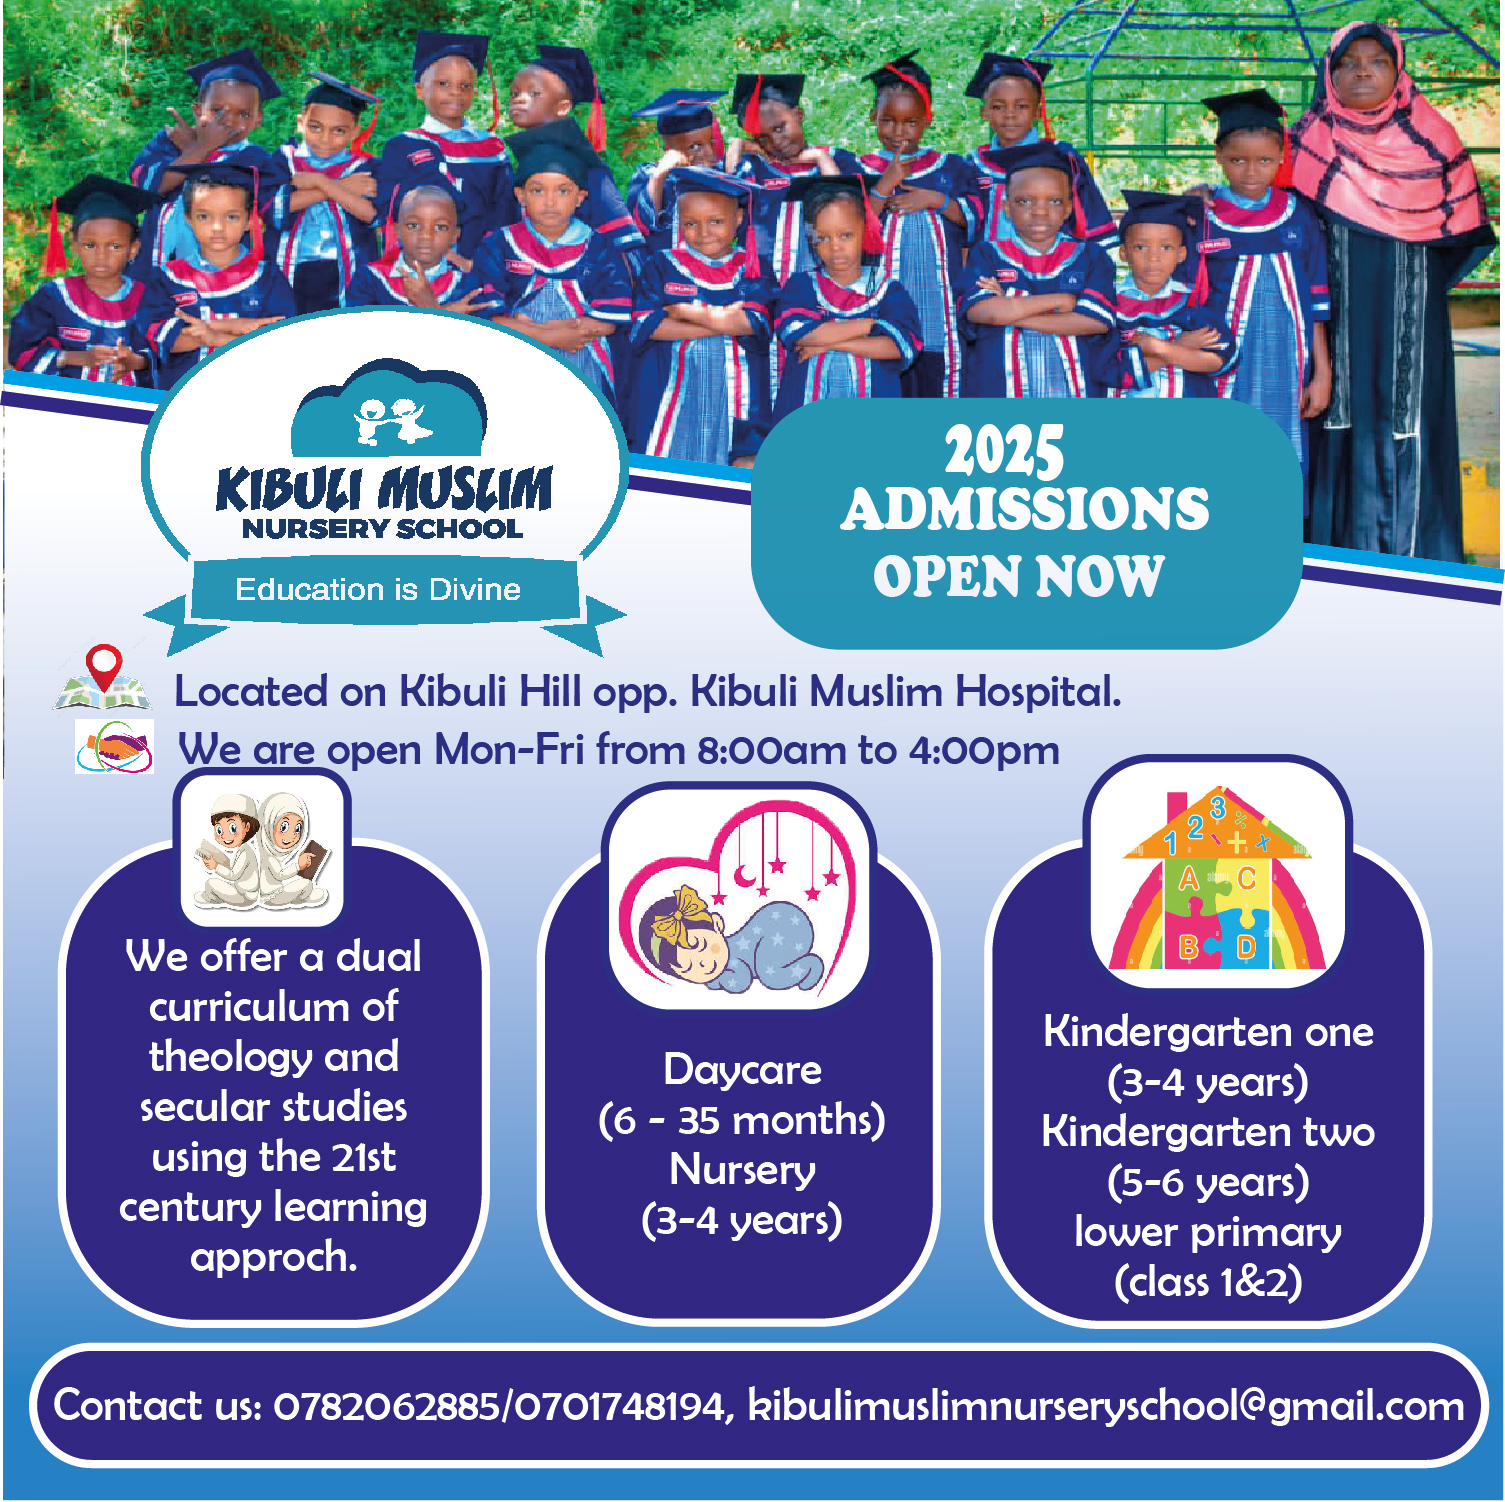 KIBULI MUSLIM
NURSERY SCHOOL
Education is Divine
2025
ADMISSIONS
OPEN NOW
Located on Kibuli Hill opp. Kibuli Muslim Hospital.
We are open Mon-Fri from 8:00am to 4:00pm
We offer a dual
curriculum of
theology and
secular studies
using the 21st
century learning
approch.
Daycare
(6 - 35 months)
Nursery
(3-4 years)
1 2 3 ÷
- + x
A C
B D
Kindergarten one
(3-4 years)
Kindergarten two
(5-6 years)
lower primary
(class 1&2)
Contact us: 0782062885/0701748194, kibulimuslimnurseryschool@gmail.com